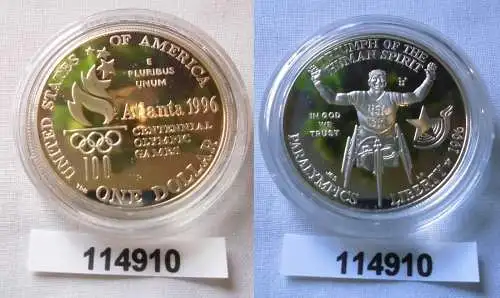 UNITED STATES OF AMERICA
E
PLURIBUS
UNUM
Atlanta 1996
CENTENNIAL
OLYMPIC
GAMES
100
ONE DOLLAR
114910
TRIUMPH OF THE
HUMAN SPIRIT
IN GOD
WE
TRUST
USA
PARALYMPICS
LIBERTY 1996
114910